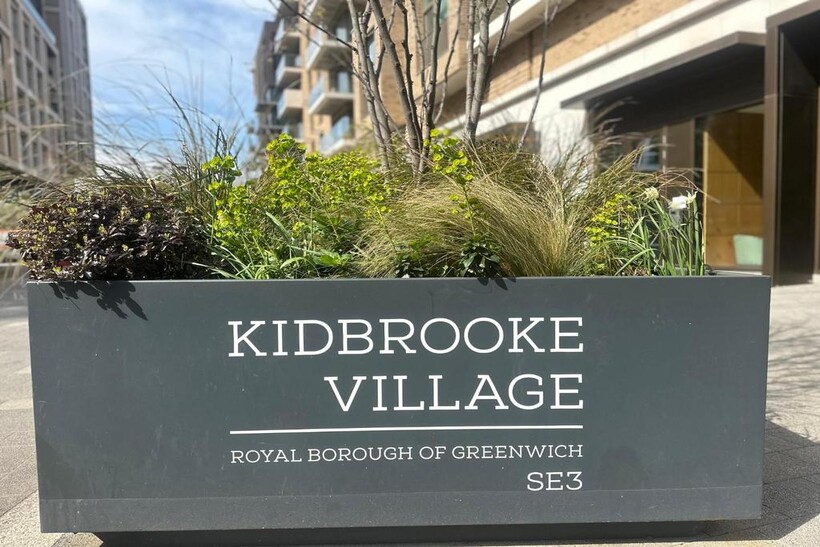 KIDBROOKE
VILLAGE
ROYAL BOROUGH OF GREENWICH
SE3